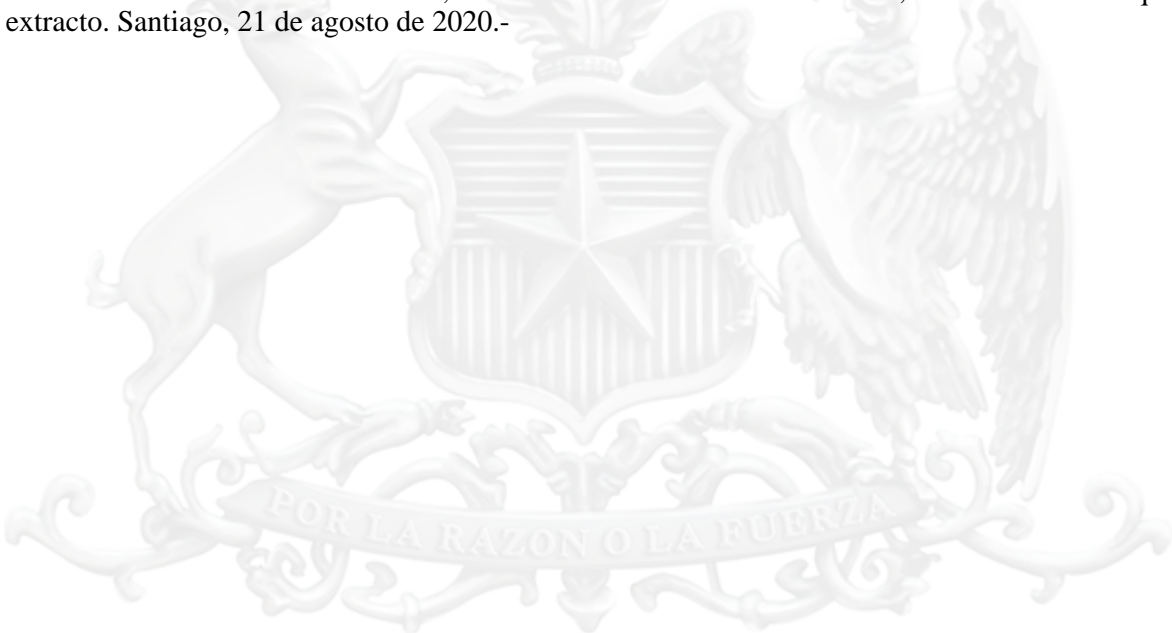 extracto. Santiago, 21 de agosto de 2020.-
POR LA RAZON O LA FUERZA